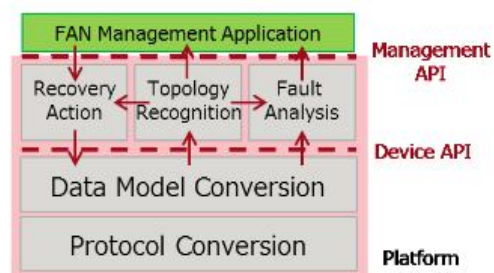 FAN Management Application
Management
API
Recovery
Action
Topology
Recognition
Fault
Analysis
Device API
Data Model Conversion
Protocol Conversion
Platform